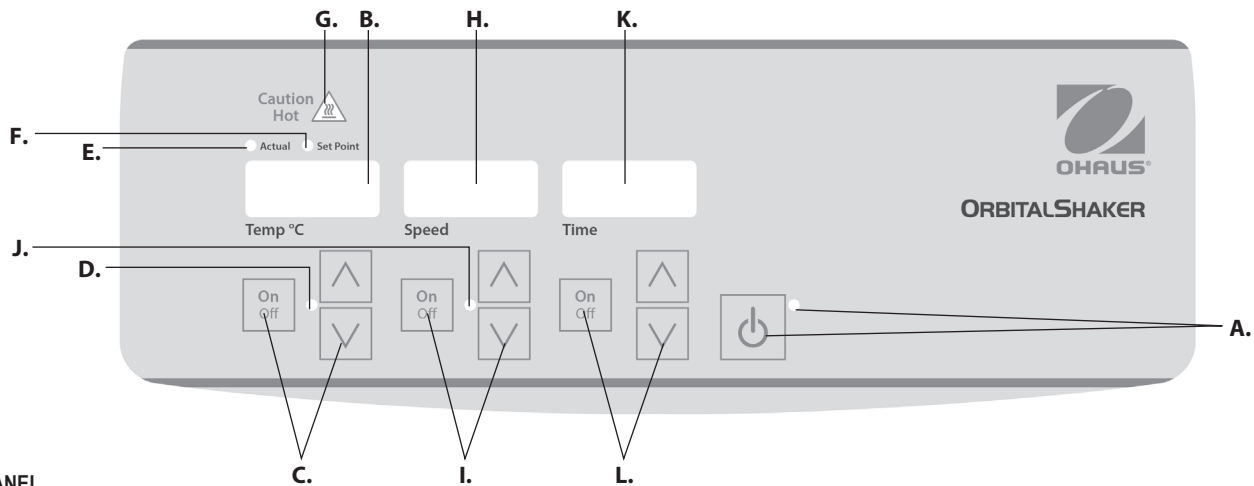 G. B. H. K.
Caution
Hot
F.
E.
Actual Set Point
OHAUS®
ORBITALSHAKER
Temp °C Speed Time
J.
D.
On
Off
On
Off
On
Off
A.
C. I. L.